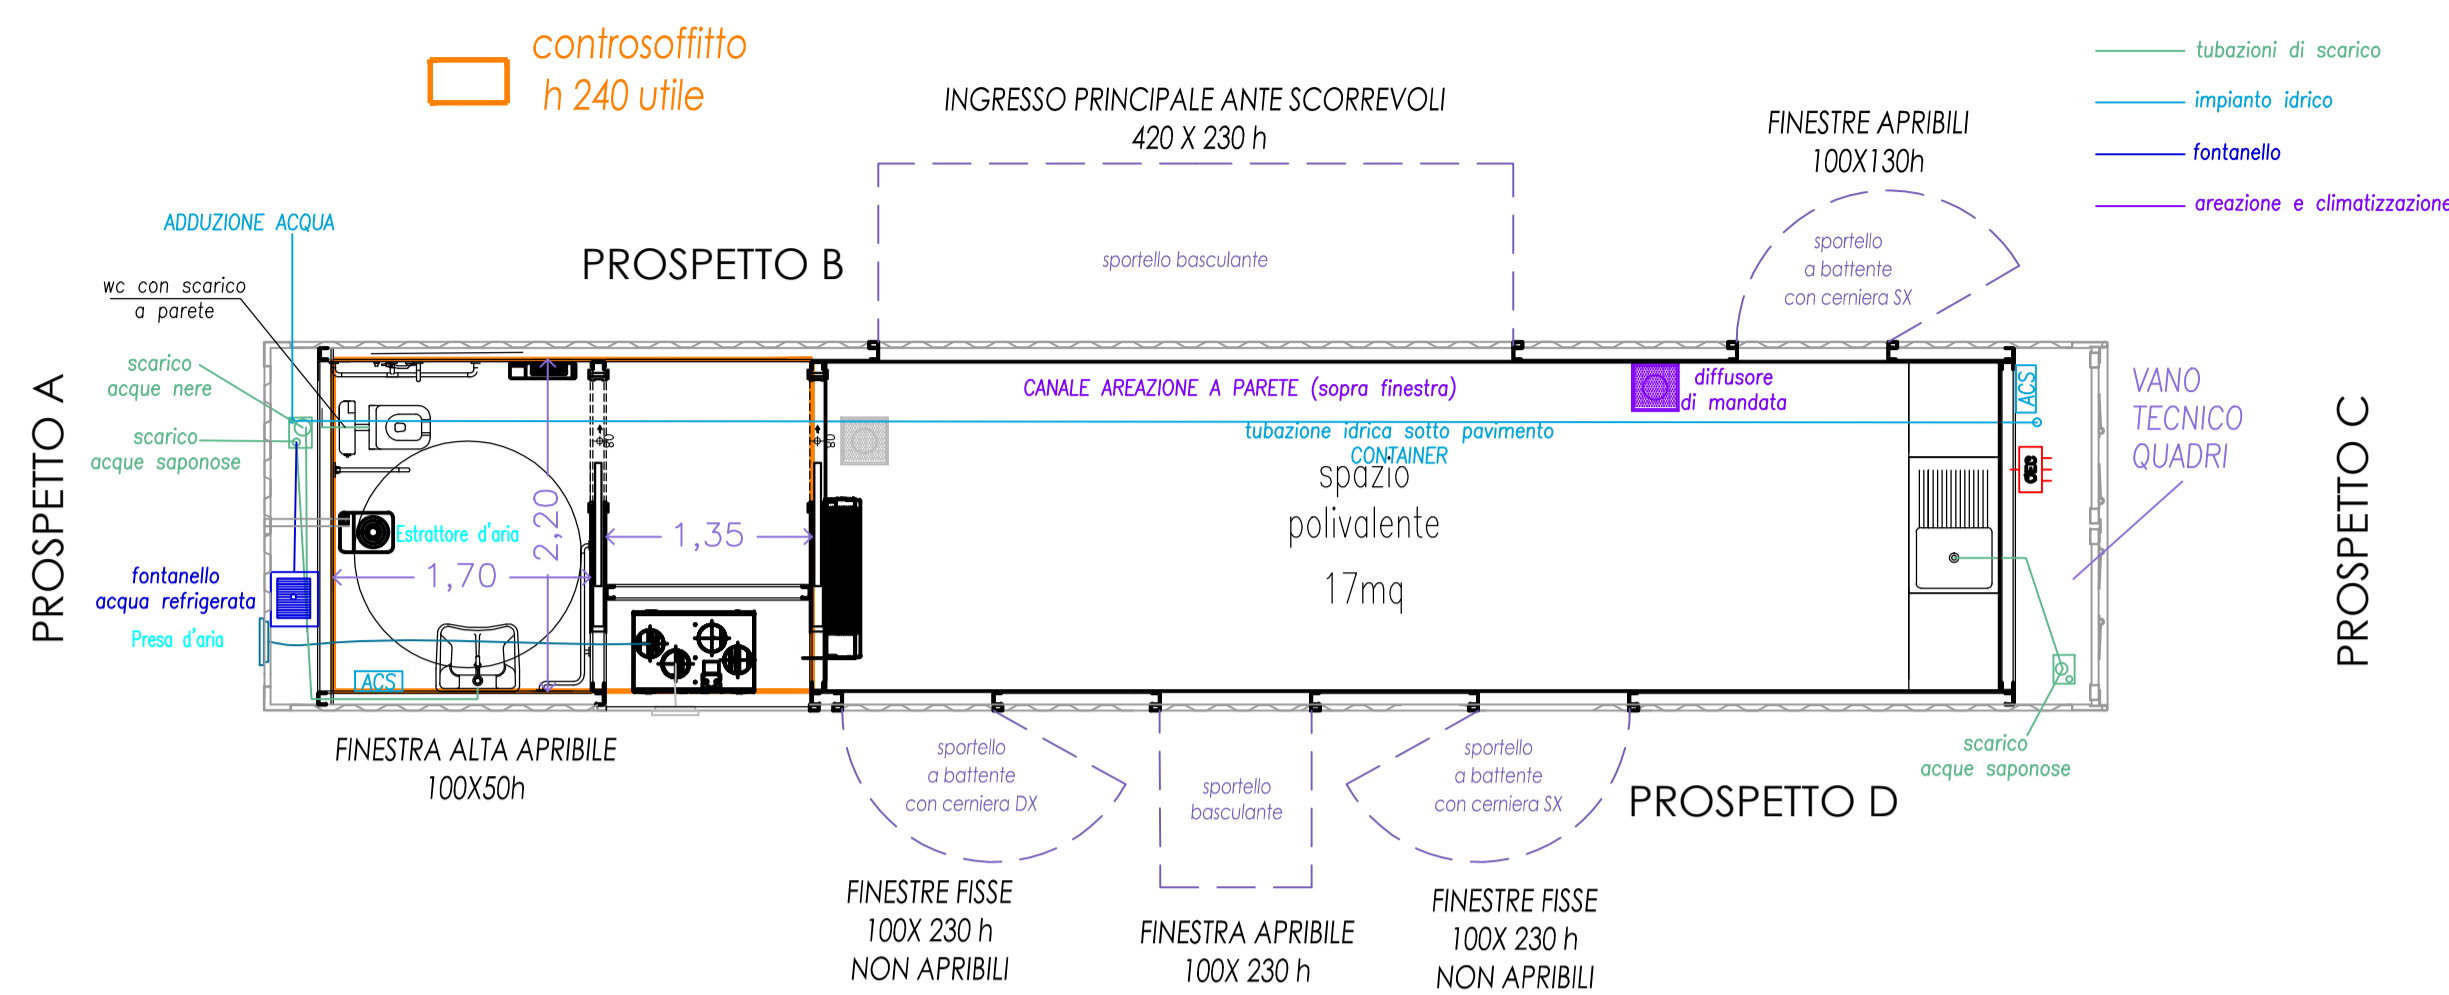 controsoffitto
h 240 utile
INGRESSO PRINCIPALE ANTE SCORREVOLI
420 X 230 h
FINESTRE APRIBILI
100X130h
tubazioni di scarico
impianto idrico
fontanello
areazione e climatizzazione
ADDUZIONE ACQUA
PROSPETTO B
sportello basculante
sportello
a battente
con cerniera SX
wc con scarico
a parete
scarico
acque nere
scarico
acque saponose
PROSPETTO A
CANALE AREAZIONE A PARETE (sopra finestra)
diffusore
di mandata
ACS
VANO
TECNICO
QUADRI
PROSPETTO C
tubazione idrica sotto pavimento
CONTAINER
spazio
polivalente
17mq
80
80
Estrattore d'aria
2,20
1,35
1,70
fontanello
acqua refrigerata
Presa d'aria
ACS
FINESTRA ALTA APRIBILE
100X50h
sportello
a battente
con cerniera DX
sportello
basculante
sportello
a battente
con cerniera SX
scarico
acque saponose
PROSPETTO D
FINESTRE FISSE
100X 230 h
NON APRIBILI
FINESTRA APRIBILE
100X 230 h
FINESTRE FISSE
100X 230 h
NON APRIBILI